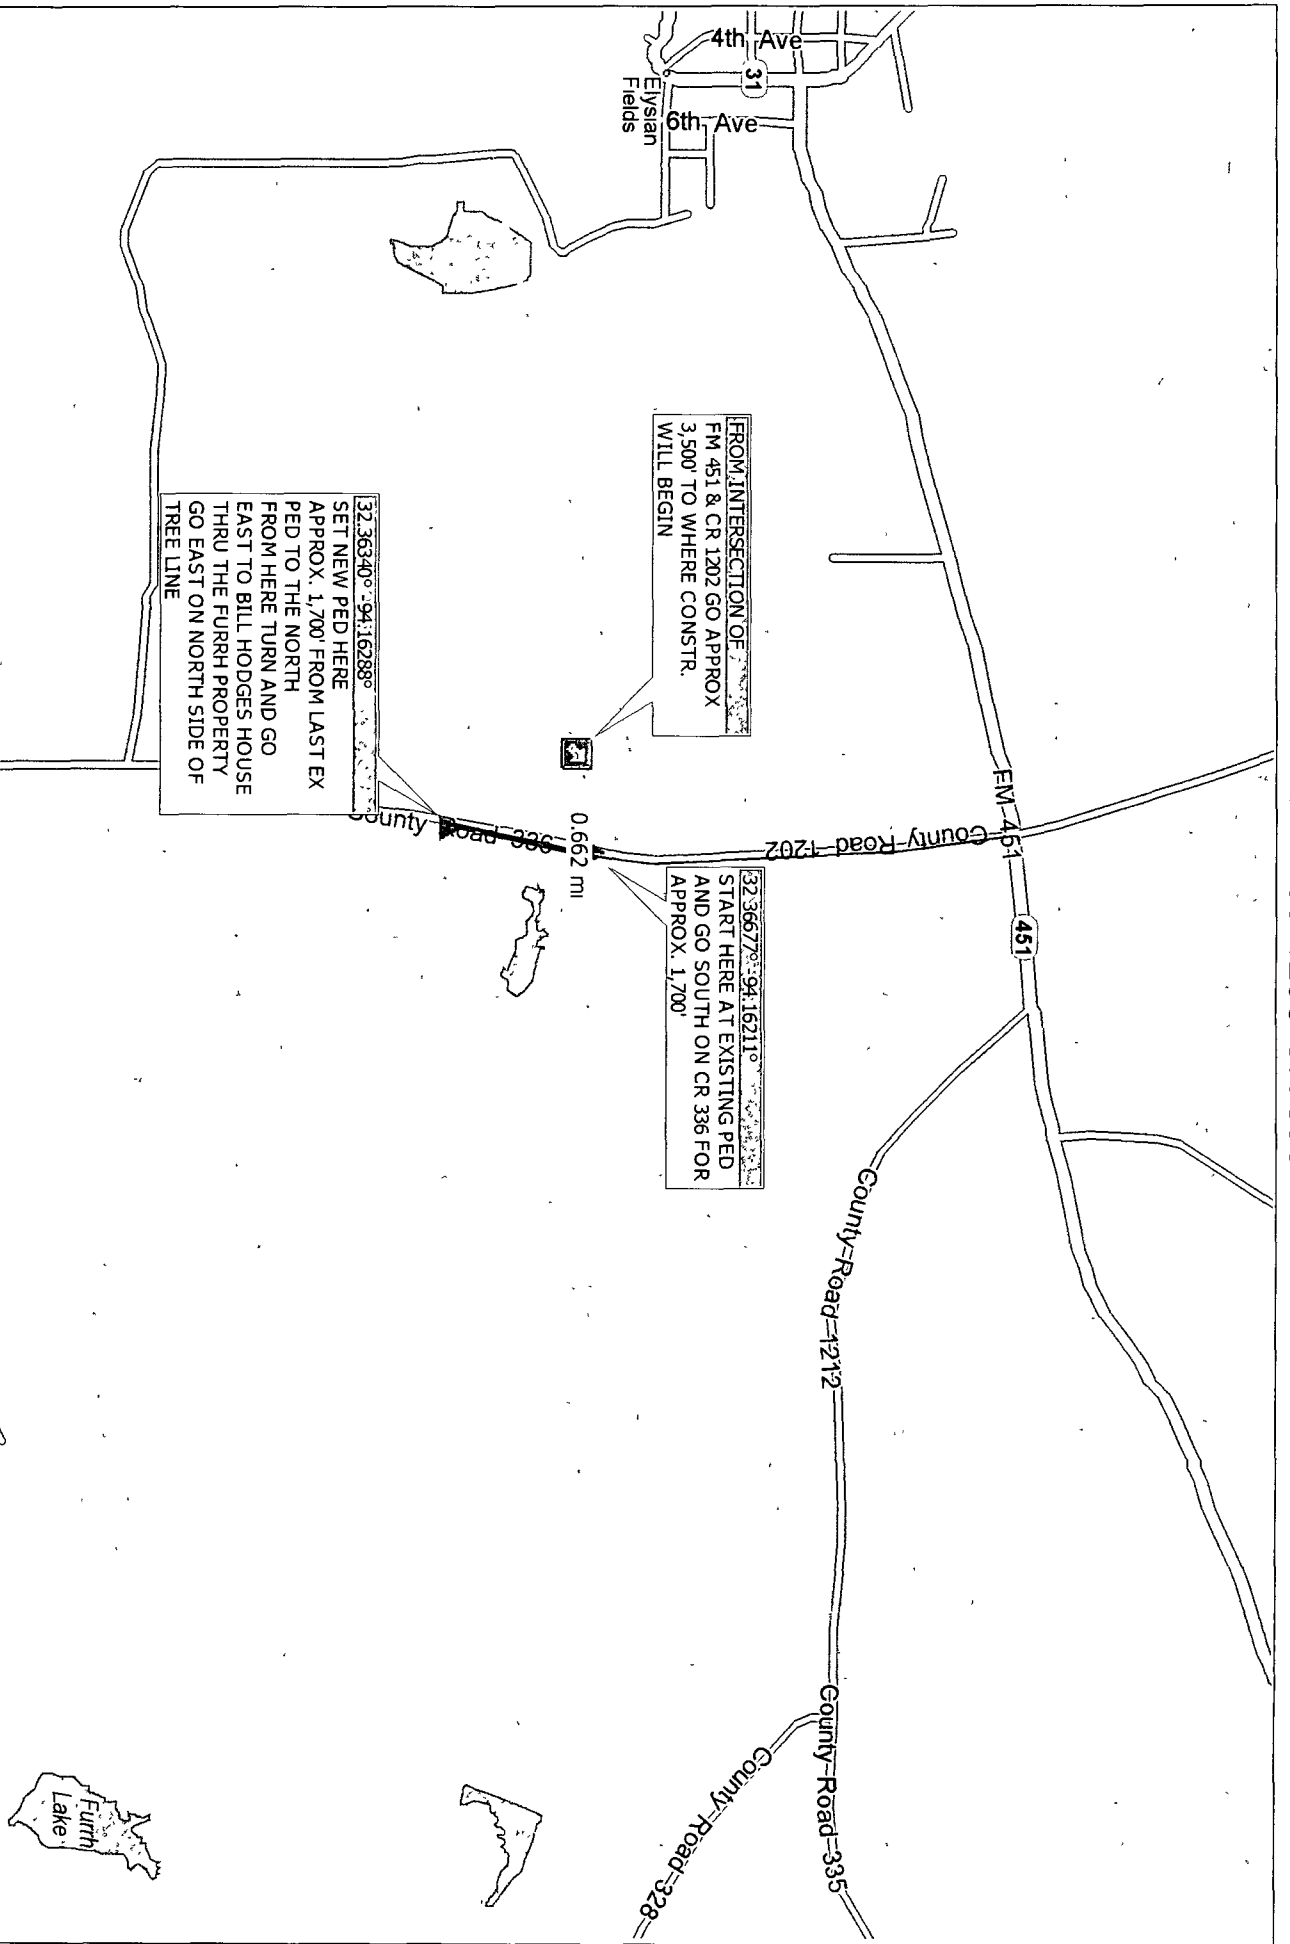 4th Ave
31
6th Ave
Elysian
Fields
FROM INTERSECTION OF
FM 451 & CR 1202 GO APPROX
3,500' TO WHERE CONSTR.
WILL BEGIN
32.36340° -94.16288°
SET NEW PED HERE
APPROX. 1,700' FROM LAST EX
PED TO THE NORTH
FROM HERE TURN AND GO
EAST TO BILL HODGES HOUSE
THRU THE FURRH PROPERTY
GO EAST ON NORTH SIDE OF
TREE LINE
FM 451
County Road 1202
451
County Road 336
0.662 mi
32.36677° -94.16211°
START HERE AT EXISTING PED
AND GO SOUTH ON CR 336 FOR
APPROX. 1,700'
County Road 1212
County Road 335
County Road 328
Furrh
Lake